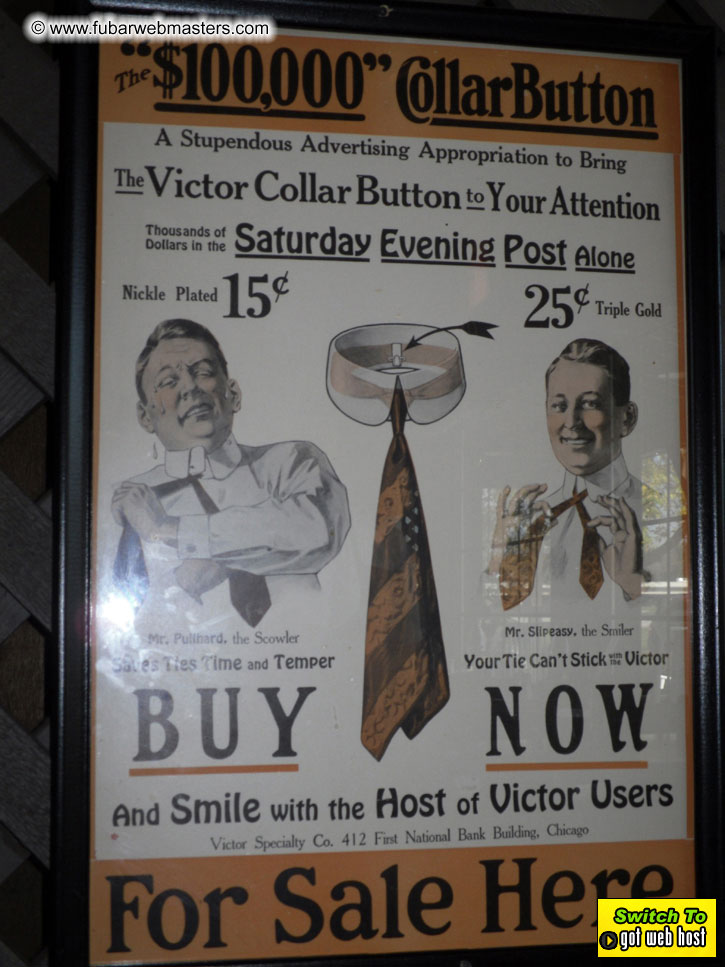 © www.fubarwebmasters.com
The "$100,000" Collar Button
A Stupendous Advertising Appropriation to Bring
The Victor Collar Button to Your Attention
Thousands of
Dollars in the Saturday Evening Post Alone
Nickle Plated 15¢
25¢ Triple Gold
Mr. Pullhard, the Scowler
Mr. Slipeasy, the Smiler
Saves Ties Time and Temper
Your Tie Can't Stick with the Victor
BUY NOW
And Smile with the Host of Victor Users
Victor Specialty Co. 412 First National Bank Building, Chicago
For Sale Here
Switch To
got web host